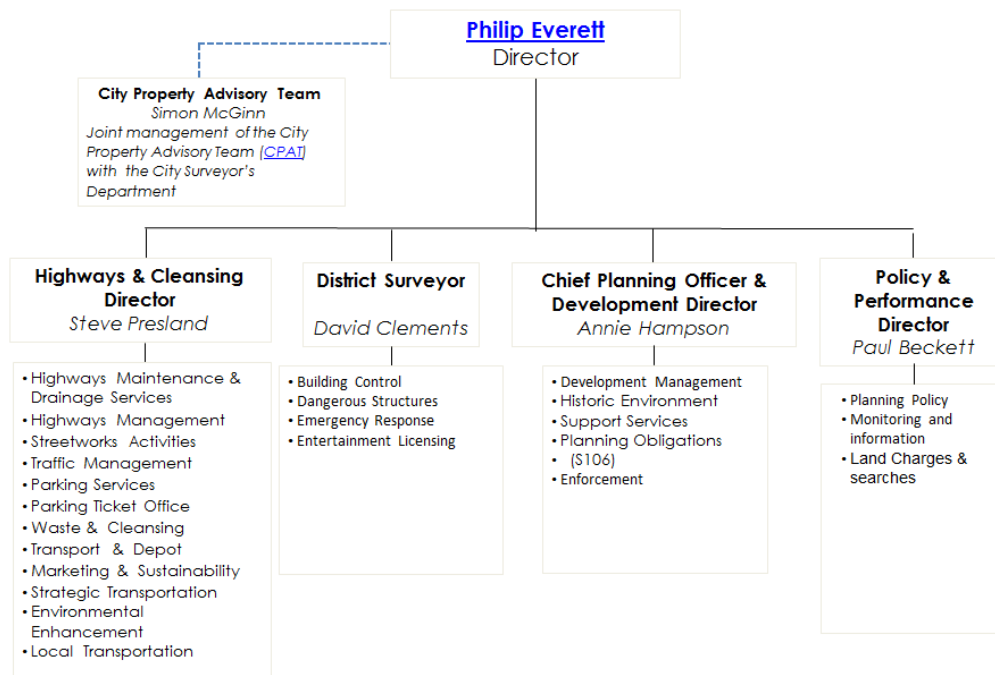 Philip Everett
Director
City Property Advisory Team
Simon McGinn
Joint management of the City
Property Advisory Team (CPAT)
with the City Surveyor's
Department
Highways & Cleansing
Director
Steve Presland
• Highways Maintenance &
Drainage Services
• Highways Management
• Streetworks Activities
• Traffic Management
• Parking Services
• Parking Ticket Office
• Waste & Cleansing
• Transport & Depot
• Marketing & Sustainability
• Strategic Transportation
• Environmental
Enhancement
• Local Transportation
District Surveyor
David Clements
• Building Control
• Dangerous Structures
• Emergency Response
• Entertainment Licensing
Chief Planning Officer &
Development Director
Annie Hampson
• Development Management
• Historic Environment
• Support Services
• Planning Obligations
• (S106)
• Enforcement
Policy &
Performance
Director
Paul Beckett
• Planning Policy
• Monitoring and
information
• Land Charges &
searches